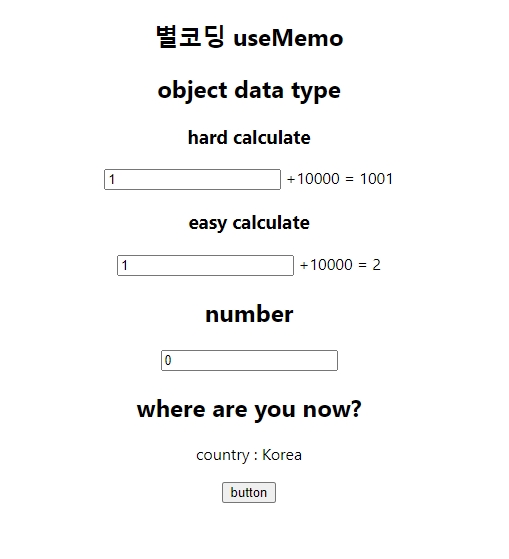 별코딩 useMemo
object data type
hard calculate
1 +10000 = 1001
easy calculate
1 +10000 = 2
number
0
where are you now?
country : Korea
button